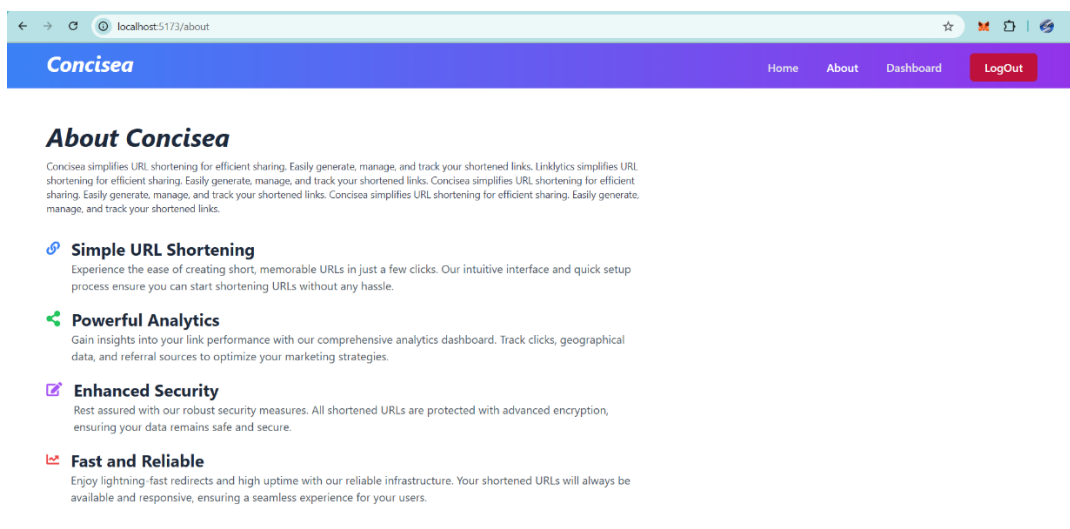 localhost:5173/about
Concisea
Home About Dashboard LogOut
About Concisea
Concisea simplifies URL shortening for efficient sharing. Easily generate, manage, and track your shortened links. Linklytics simplifies URL
shortening for efficient sharing. Easily generate, manage, and track your shortened links. Concisea simplifies URL shortening for efficient
sharing. Easily generate, manage, and track your shortened links. Concisea simplifies URL shortening for efficient sharing. Easily generate,
manage, and track your shortened links.
Simple URL Shortening
Experience the ease of creating short, memorable URLs in just a few clicks. Our intuitive interface and quick setup
process ensure you can start shortening URLs without any hassle.
Powerful Analytics
Gain insights into your link performance with our comprehensive analytics dashboard. Track clicks, geographical
data, and referral sources to optimize your marketing strategies.
Enhanced Security
Rest assured with our robust security measures. All shortened URLs are protected with advanced encryption,
ensuring your data remains safe and secure.
Fast and Reliable
Enjoy lightning-fast redirects and high uptime with our reliable infrastructure. Your shortened URLs will always be
available and responsive, ensuring a seamless experience for your users.